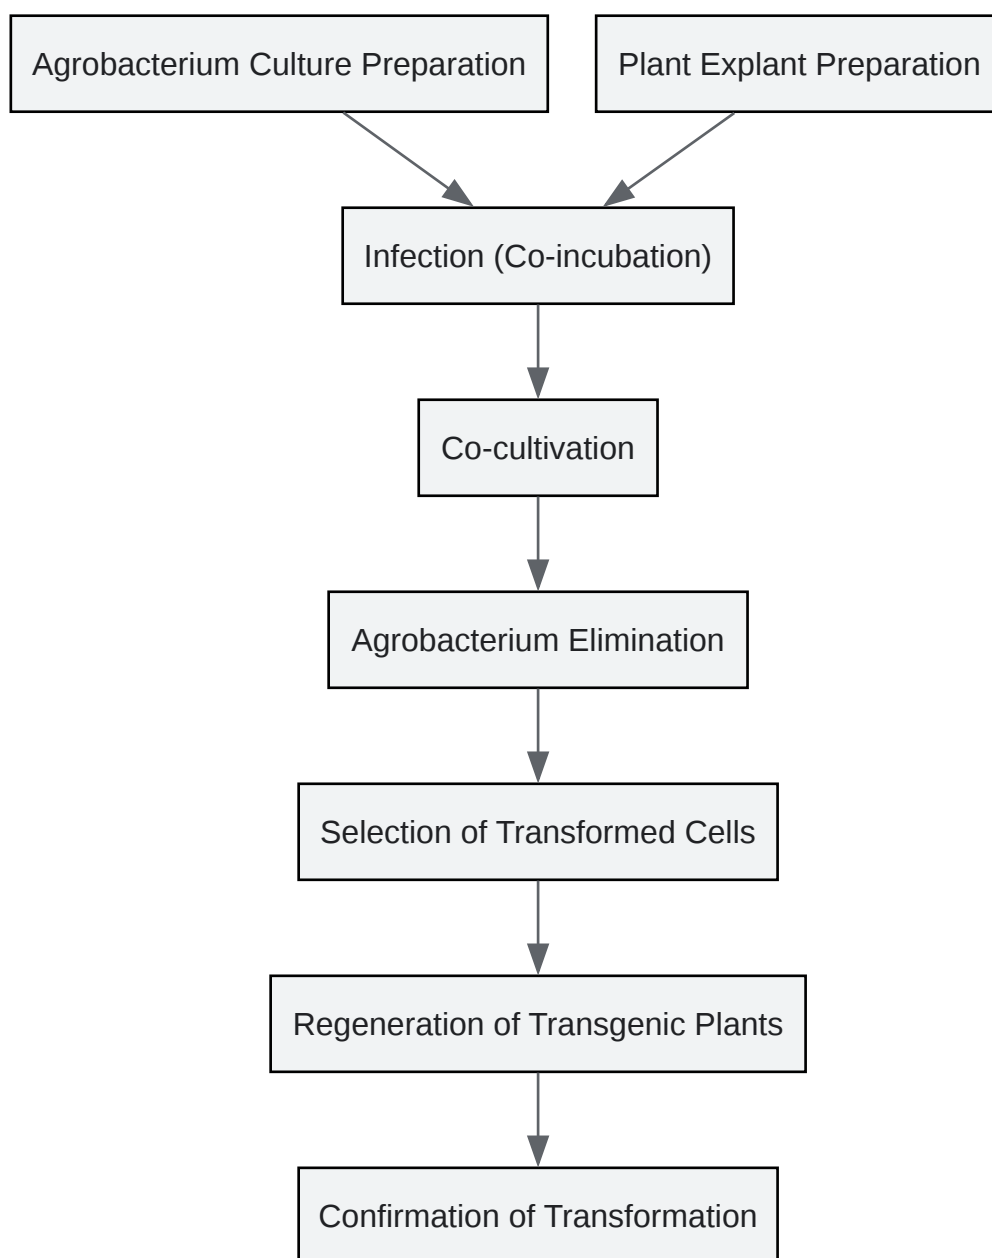 Agrobacterium Culture Preparation
Plant Explant Preparation
Infection (Co-incubation)
Co-cultivation
Agrobacterium Elimination
Selection of Transformed Cells
Regeneration of Transgenic Plants
Confirmation of Transformation